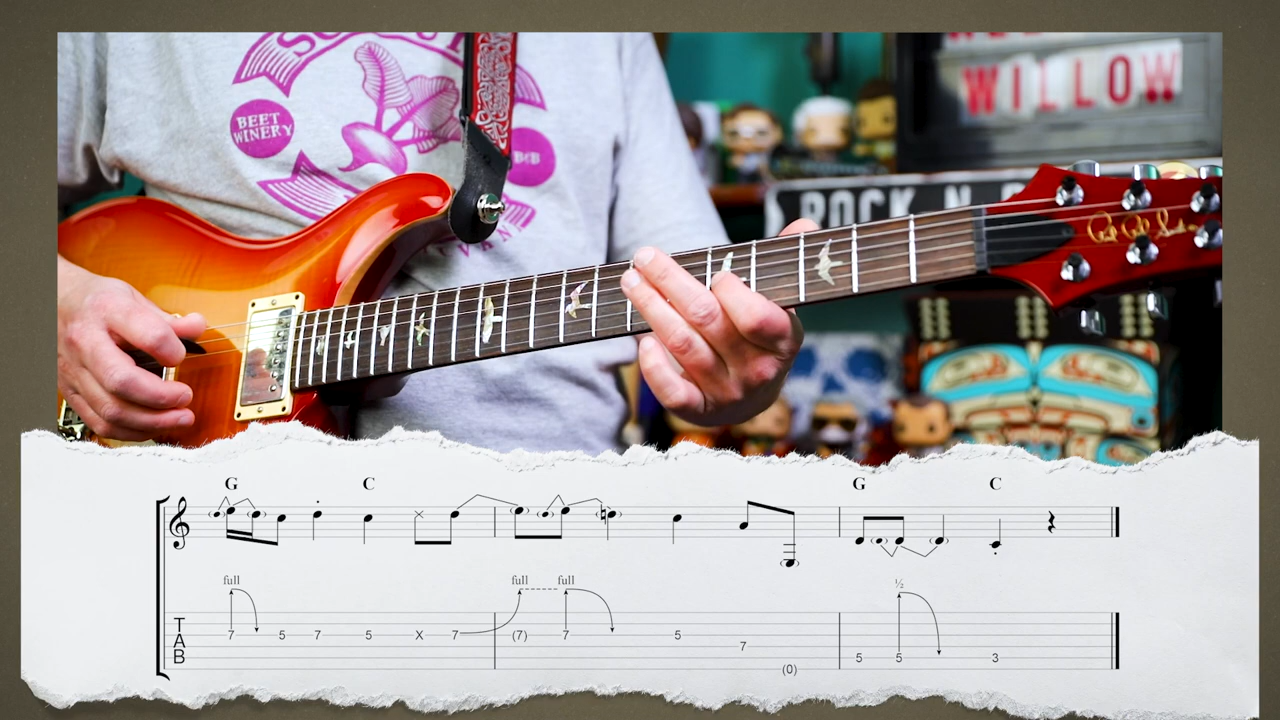 BEET
WINERY
B&B
WILLOW
ROCK N
G C G C
full full full ½
T
A
B
7 5 7 5 X 7 (7) 7 5 7 (0) 5 5 3